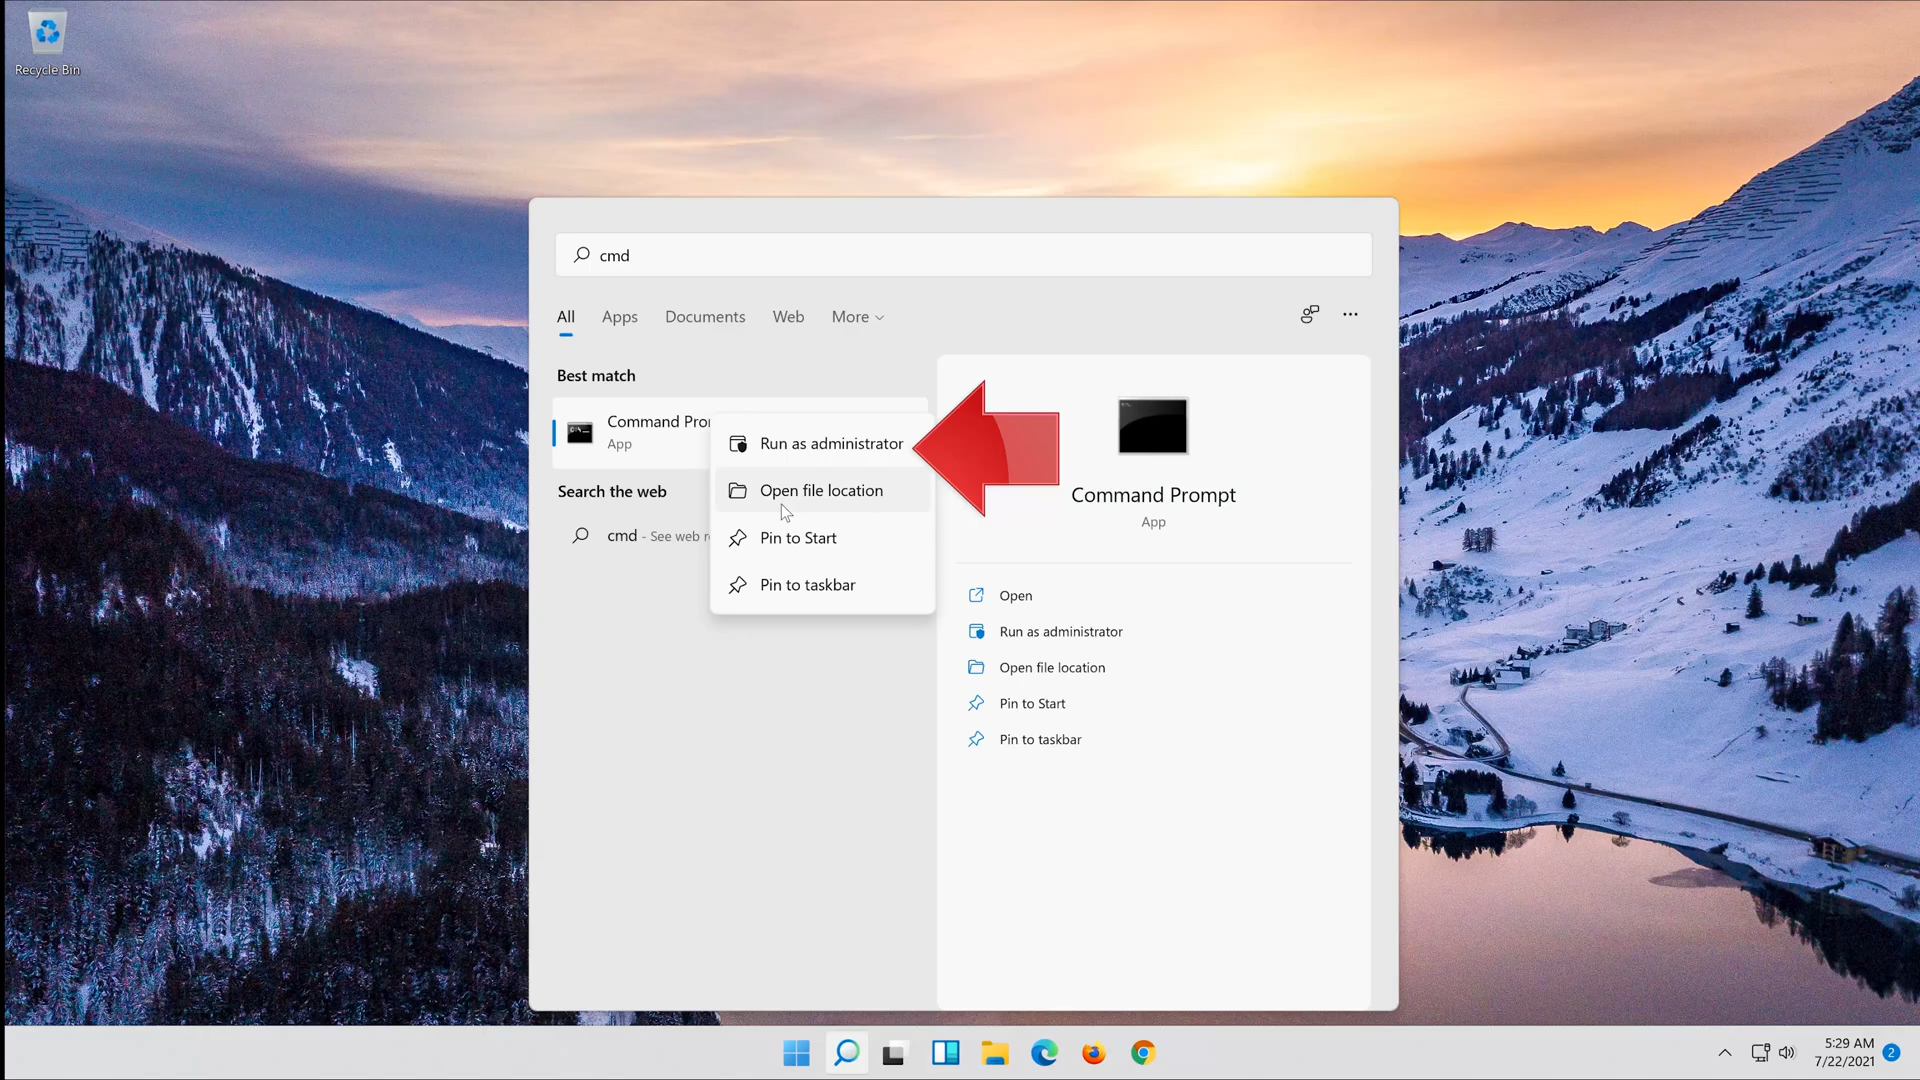 Recycle Bin
cmd
All
Apps
Documents
Web
More
Best match
Command Pro
App
Run as administrator
Open file location
Pin to Start
Pin to taskbar
Search the web
cmd - See web r
Command Prompt
App
Open
Run as administrator
Open file location
Pin to Start
Pin to taskbar
5:29 AM
7/22/2021
2